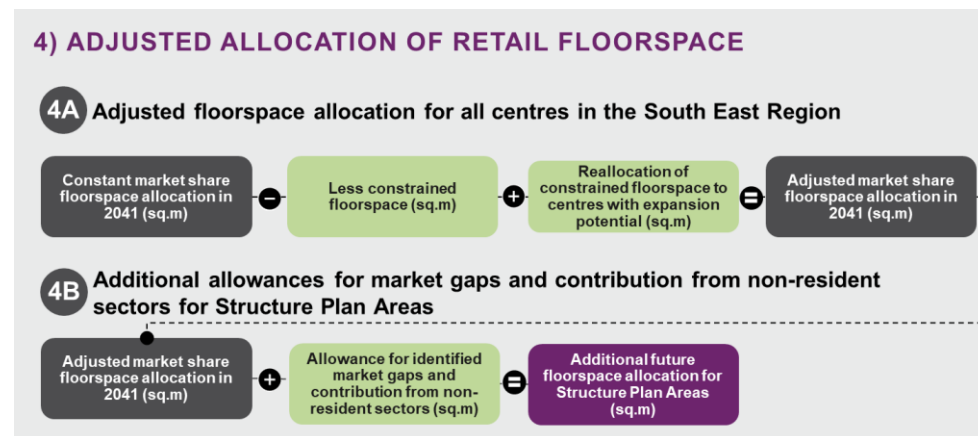 4) ADJUSTED ALLOCATION OF RETAIL FLOORSPACE
4A Adjusted floorspace allocation for all centres in the South East Region
Constant market share
floorspace allocation in
2041 (sq.m)
−
Less constrained
floorspace (sq.m)
+
Reallocation of
constrained floorspace to
centres with expansion
potential (sq.m)
=
Adjusted market share
floorspace allocation in
2041 (sq.m)
4B Additional allowances for market gaps and contribution from non-resident
sectors for Structure Plan Areas
Adjusted market share
floorspace allocation in
2041 (sq.m)
+
Allowance for identified
market gaps and
contribution from non-
resident sectors (sq.m)
=
Additional future
floorspace allocation for
Structure Plan Areas
(sq.m)